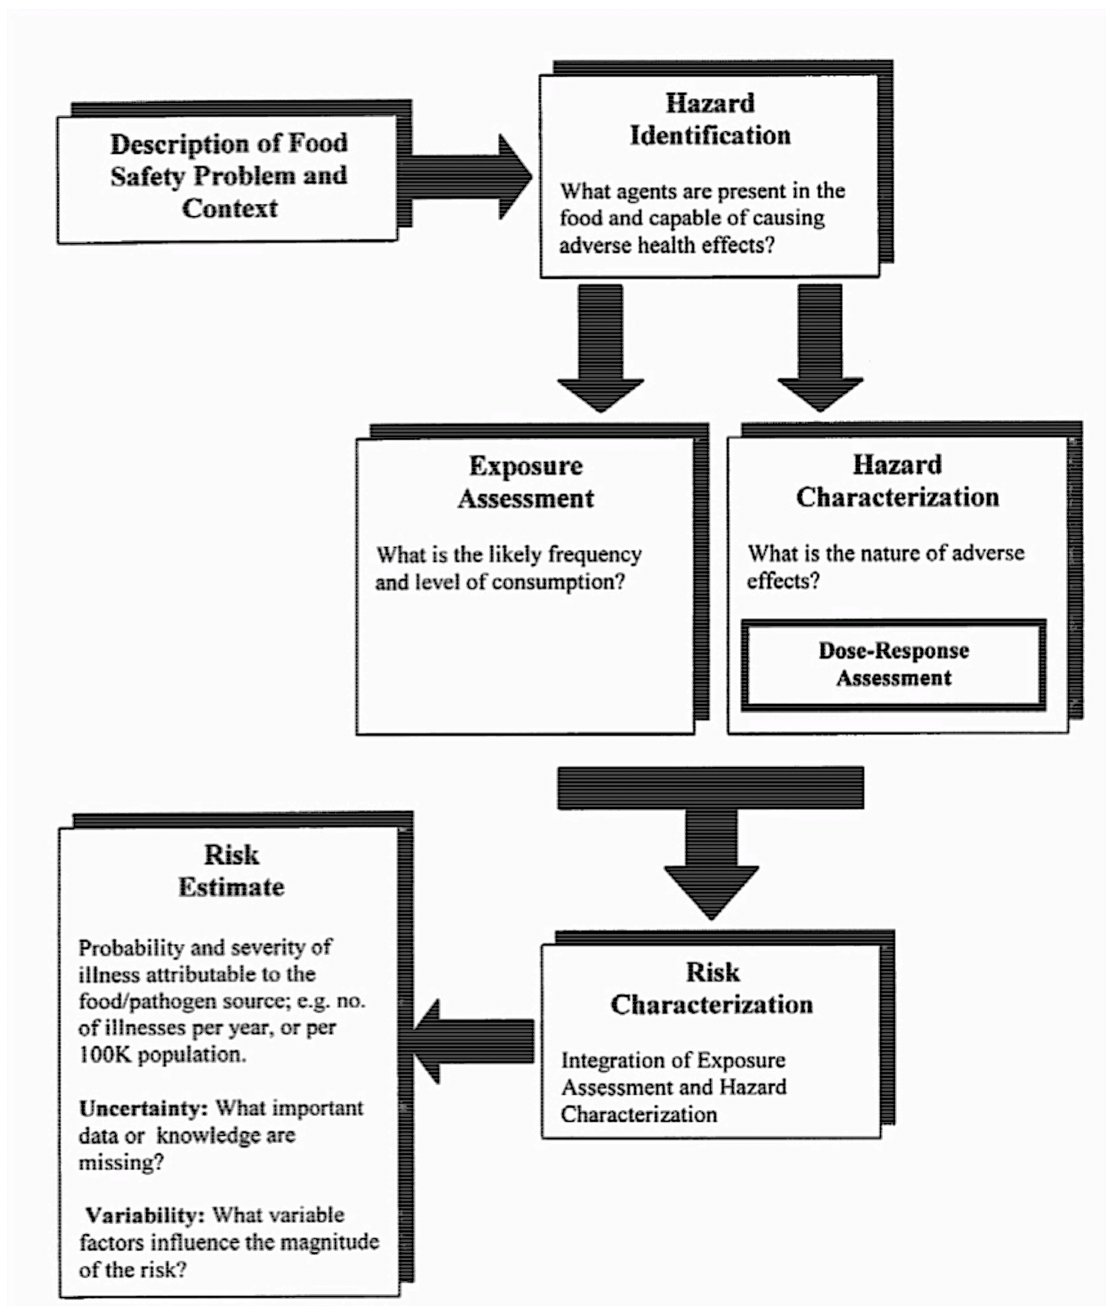 Description of Food
Safety Problem and
Context
Hazard
Identification
What agents are present in the
food and capable of causing
adverse health effects?
Exposure
Assessment
What is the likely frequency
and level of consumption?
Hazard
Characterization
What is the nature of adverse
effects?
Dose-Response
Assessment
Risk
Characterization
Integration of Exposure
Assessment and Hazard
Characterization
Risk
Estimate
Probability and severity of
illness attributable to the
food/pathogen source; e.g. no.
of illnesses per year, or per
100K population.
Uncertainty: What important
data or knowledge are
missing?
Variability: What variable
factors influence the magnitude
of the risk?